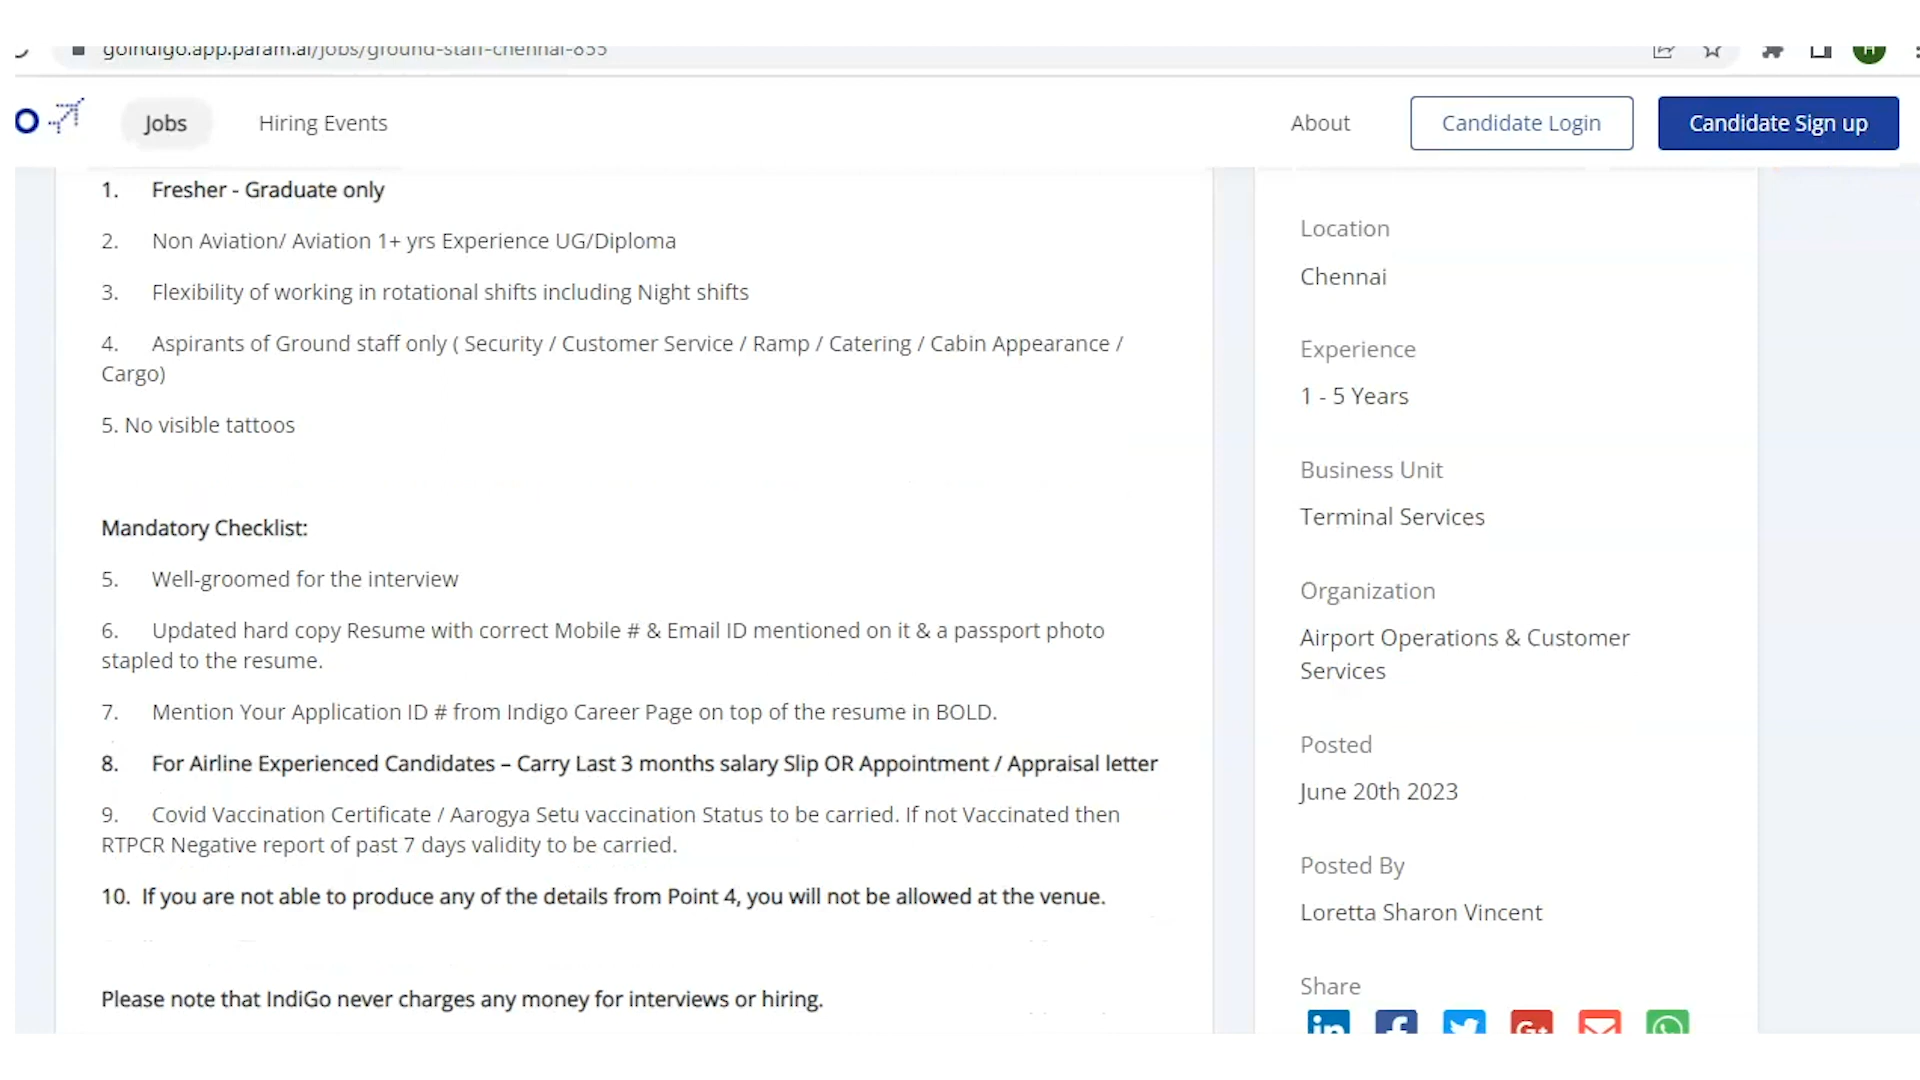 goindigo.app.param.ai/jobs/ground-staff-chennai-855
H
O Jobs Hiring Events About Candidate Login Candidate Sign up
1. Fresher - Graduate only
2. Non Aviation/ Aviation 1+ yrs Experience UG/Diploma
3. Flexibility of working in rotational shifts including Night shifts
4. Aspirants of Ground staff only ( Security / Customer Service / Ramp / Catering / Cabin Appearance /
Cargo)
5. No visible tattoos
Mandatory Checklist:
5. Well-groomed for the interview
6. Updated hard copy Resume with correct Mobile # & Email ID mentioned on it & a passport photo
stapled to the resume.
7. Mention Your Application ID # from Indigo Career Page on top of the resume in BOLD.
8. For Airline Experienced Candidates – Carry Last 3 months salary Slip OR Appointment / Appraisal letter
9. Covid Vaccination Certificate / Aarogya Setu vaccination Status to be carried. If not Vaccinated then
RTPCR Negative report of past 7 days validity to be carried.
10. If you are not able to produce any of the details from Point 4, you will not be allowed at the venue.
Please note that IndiGo never charges any money for interviews or hiring.
Location
Chennai
Experience
1 - 5 Years
Business Unit
Terminal Services
Organization
Airport Operations & Customer
Services
Posted
June 20th 2023
Posted By
Loretta Sharon Vincent
Share
in f G+